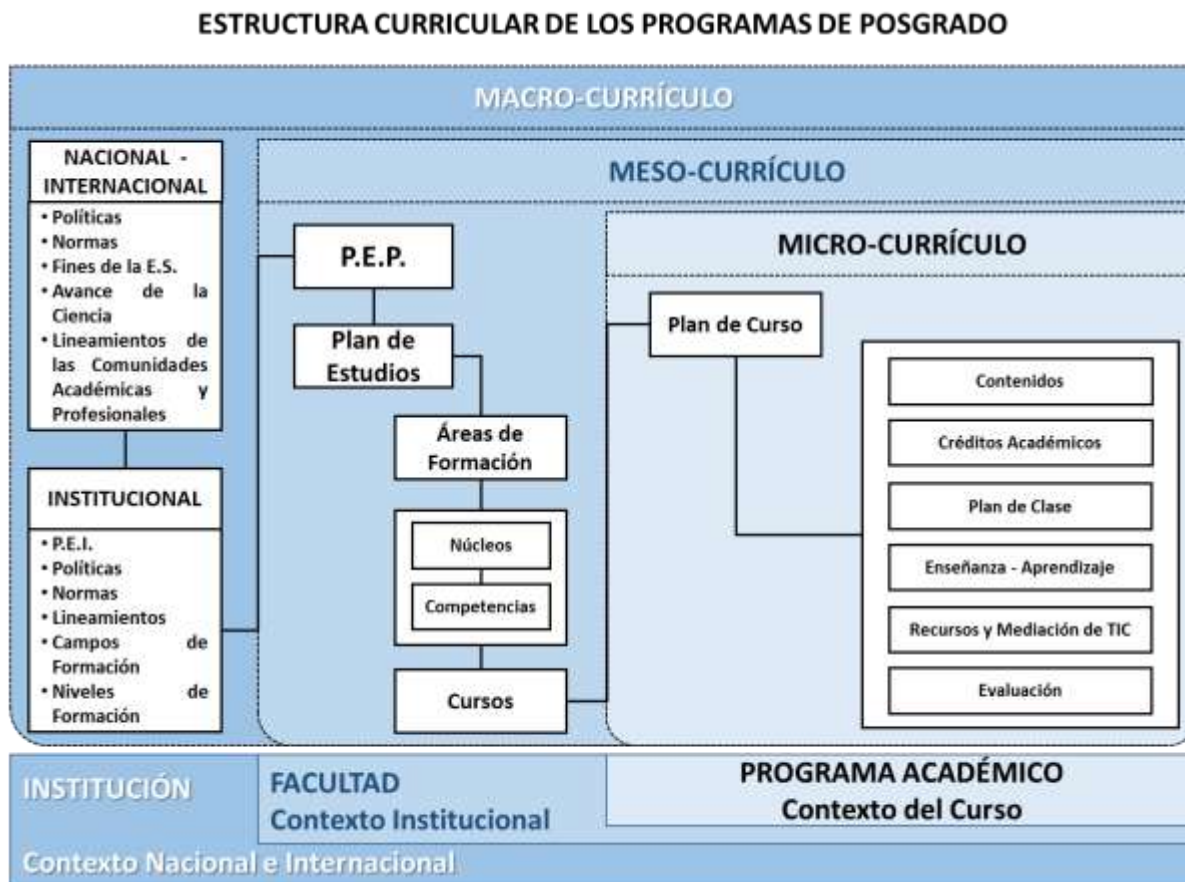 ESTRUCTURA CURRICULAR DE LOS PROGRAMAS DE POSGRADO
MACRO-CURRÍCULO
NACIONAL -
INTERNACIONAL
• Políticas
• Normas
• Fines de la E.S.
• Avance de la
Ciencia
• Lineamientos de
las Comunidades
Académicas y
Profesionales
INSTITUCIONAL
• P.E.I.
• Políticas
• Normas
• Lineamientos
• Campos de
Formación
• Niveles de
Formación
MESO-CURRÍCULO
P.E.P.
Plan de
Estudios
Áreas de
Formación
Núcleos
Competencias
Cursos
MICRO-CURRÍCULO
Plan de Curso
Contenidos
Créditos Académicos
Plan de Clase
Enseñanza - Aprendizaje
Recursos y Mediación de TIC
Evaluación
INSTITUCIÓN
FACULTAD
Contexto Institucional
PROGRAMA ACADÉMICO
Contexto del Curso
Contexto Nacional e Internacional